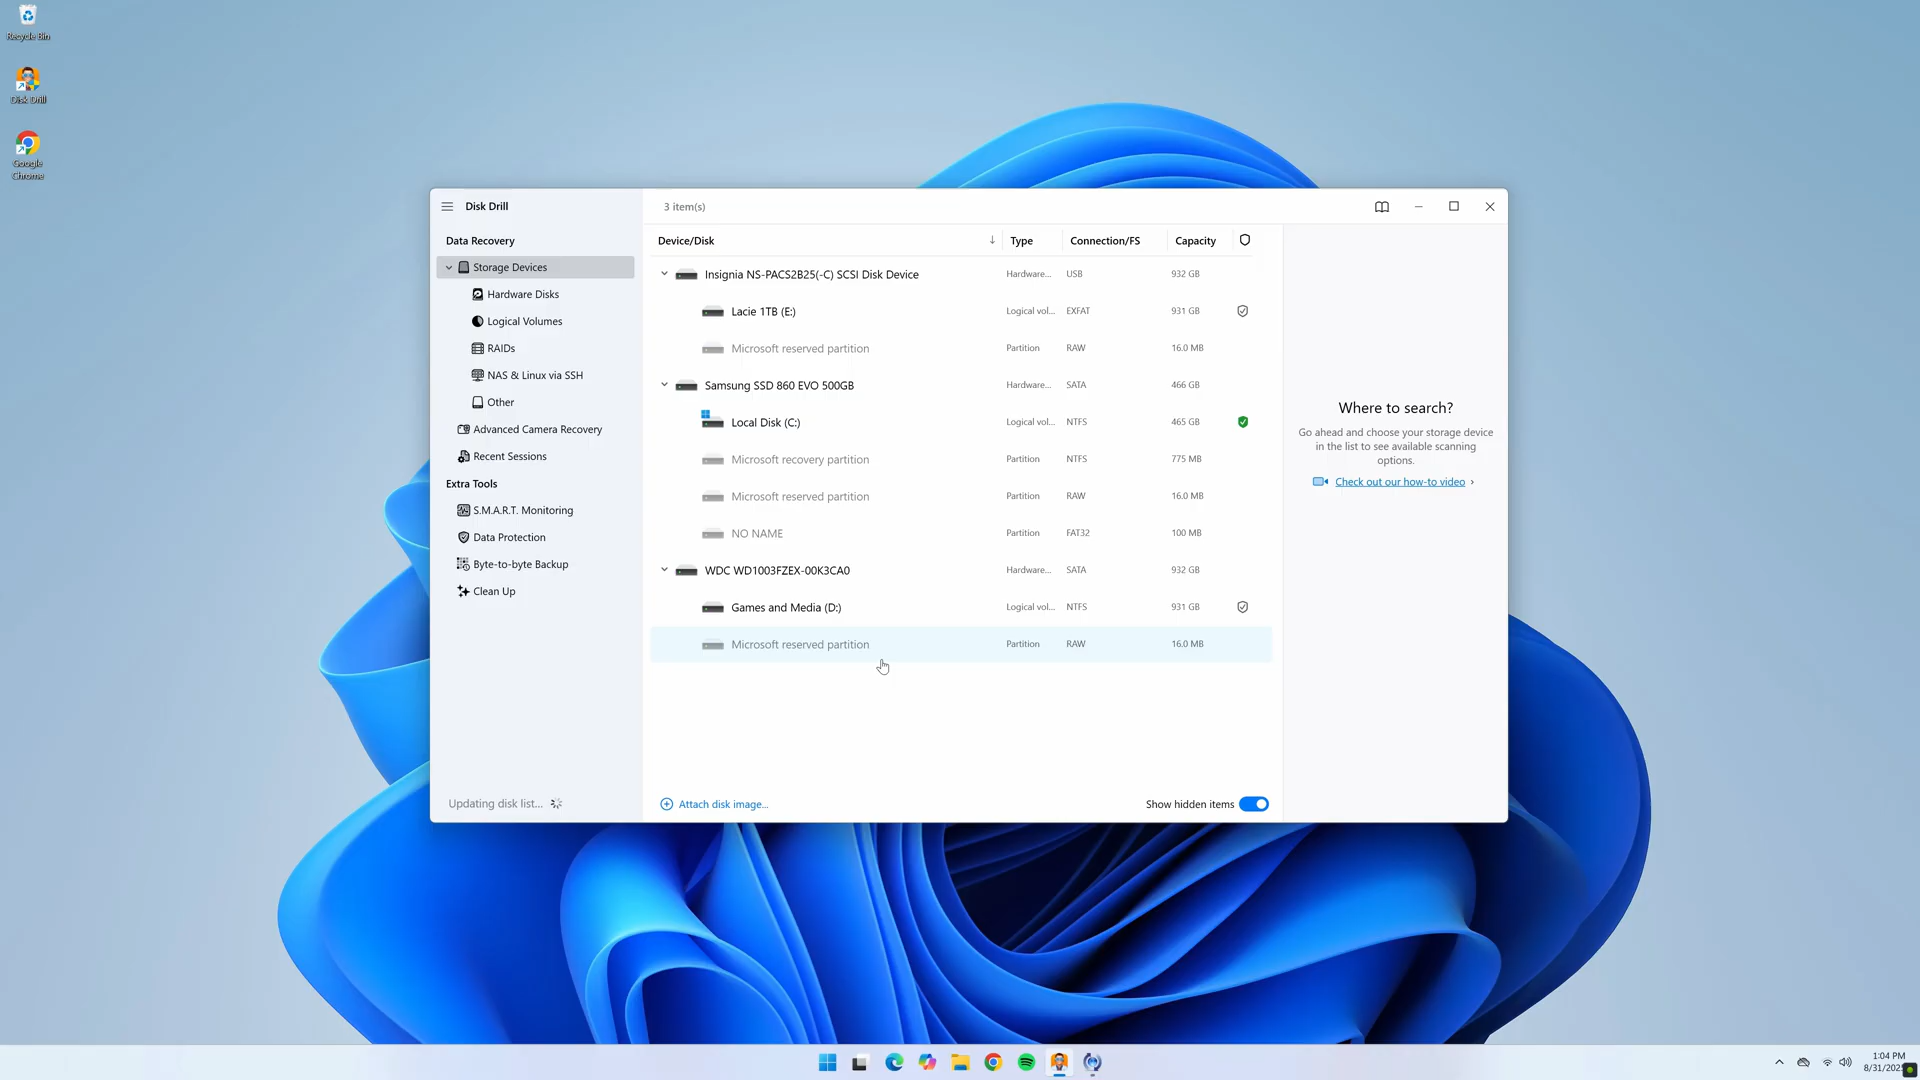 Recycle Bin
Disk Drill
Google
Chrome
Disk Drill
Data Recovery
Storage Devices
Hardware Disks
Logical Volumes
RAIDs
NAS & Linux via SSH
Other
Advanced Camera Recovery
Recent Sessions
Extra Tools
S.M.A.R.T. Monitoring
Data Protection
Byte-to-byte Backup
Clean Up
Updating disk list...
3 item(s)
Device/Disk Type Connection/FS Capacity
Insignia NS-PACS2B25(-C) SCSI Disk Device Hardware... USB 932 GB
Lacie 1TB (E:) Logical vol... EXFAT 931 GB
Microsoft reserved partition Partition RAW 16.0 MB
Samsung SSD 860 EVO 500GB Hardware... SATA 466 GB
Local Disk (C:) Logical vol... NTFS 465 GB
Microsoft recovery partition Partition NTFS 775 MB
Microsoft reserved partition Partition RAW 16.0 MB
NO NAME Partition FAT32 100 MB
WDC WD1003FZEX-00K3CA0 Hardware... SATA 932 GB
Games and Media (D:) Logical vol... NTFS 931 GB
Microsoft reserved partition Partition RAW 16.0 MB
Attach disk image...
Show hidden items
Where to search?
Go ahead and choose your storage device
in the list to see available scanning
options.
Check out our how-to video ›
1:04 PM